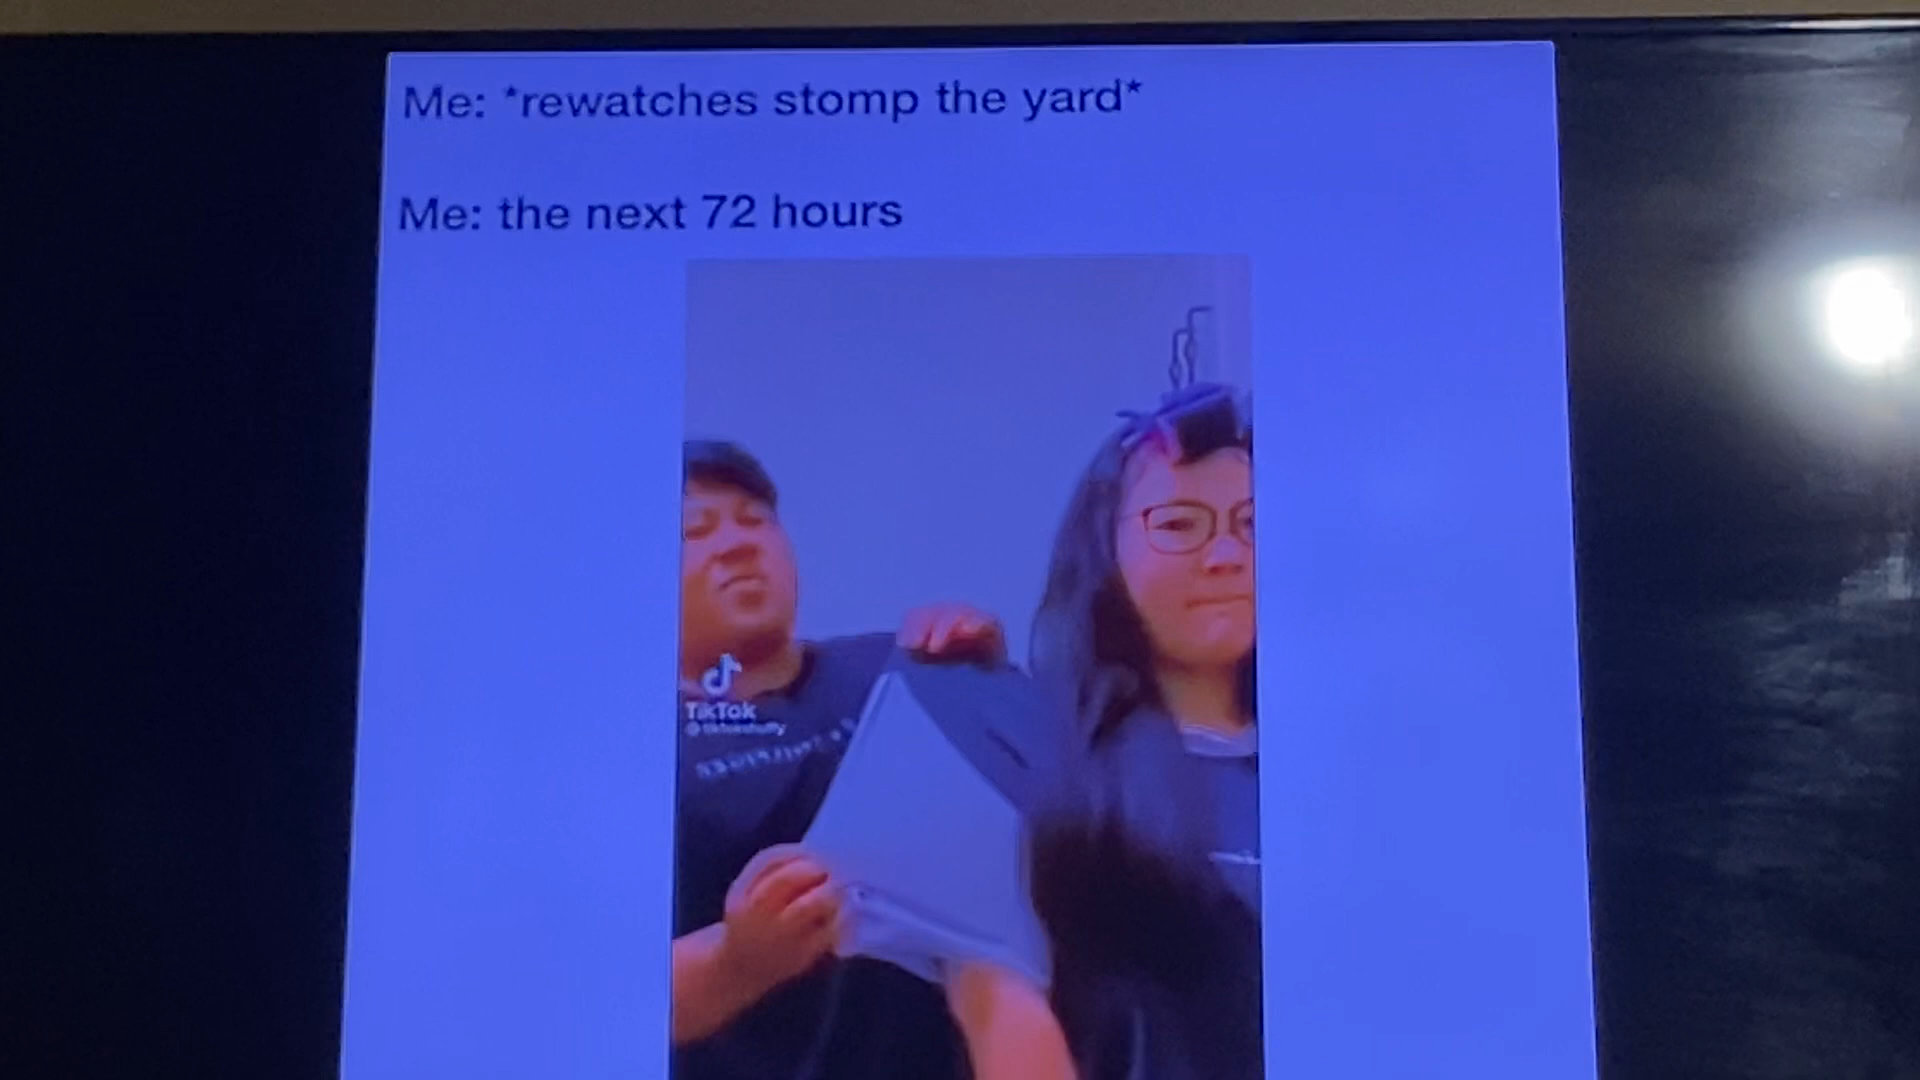 Me: *rewatches stomp the yard*
Me: the next 72 hours
TikTok